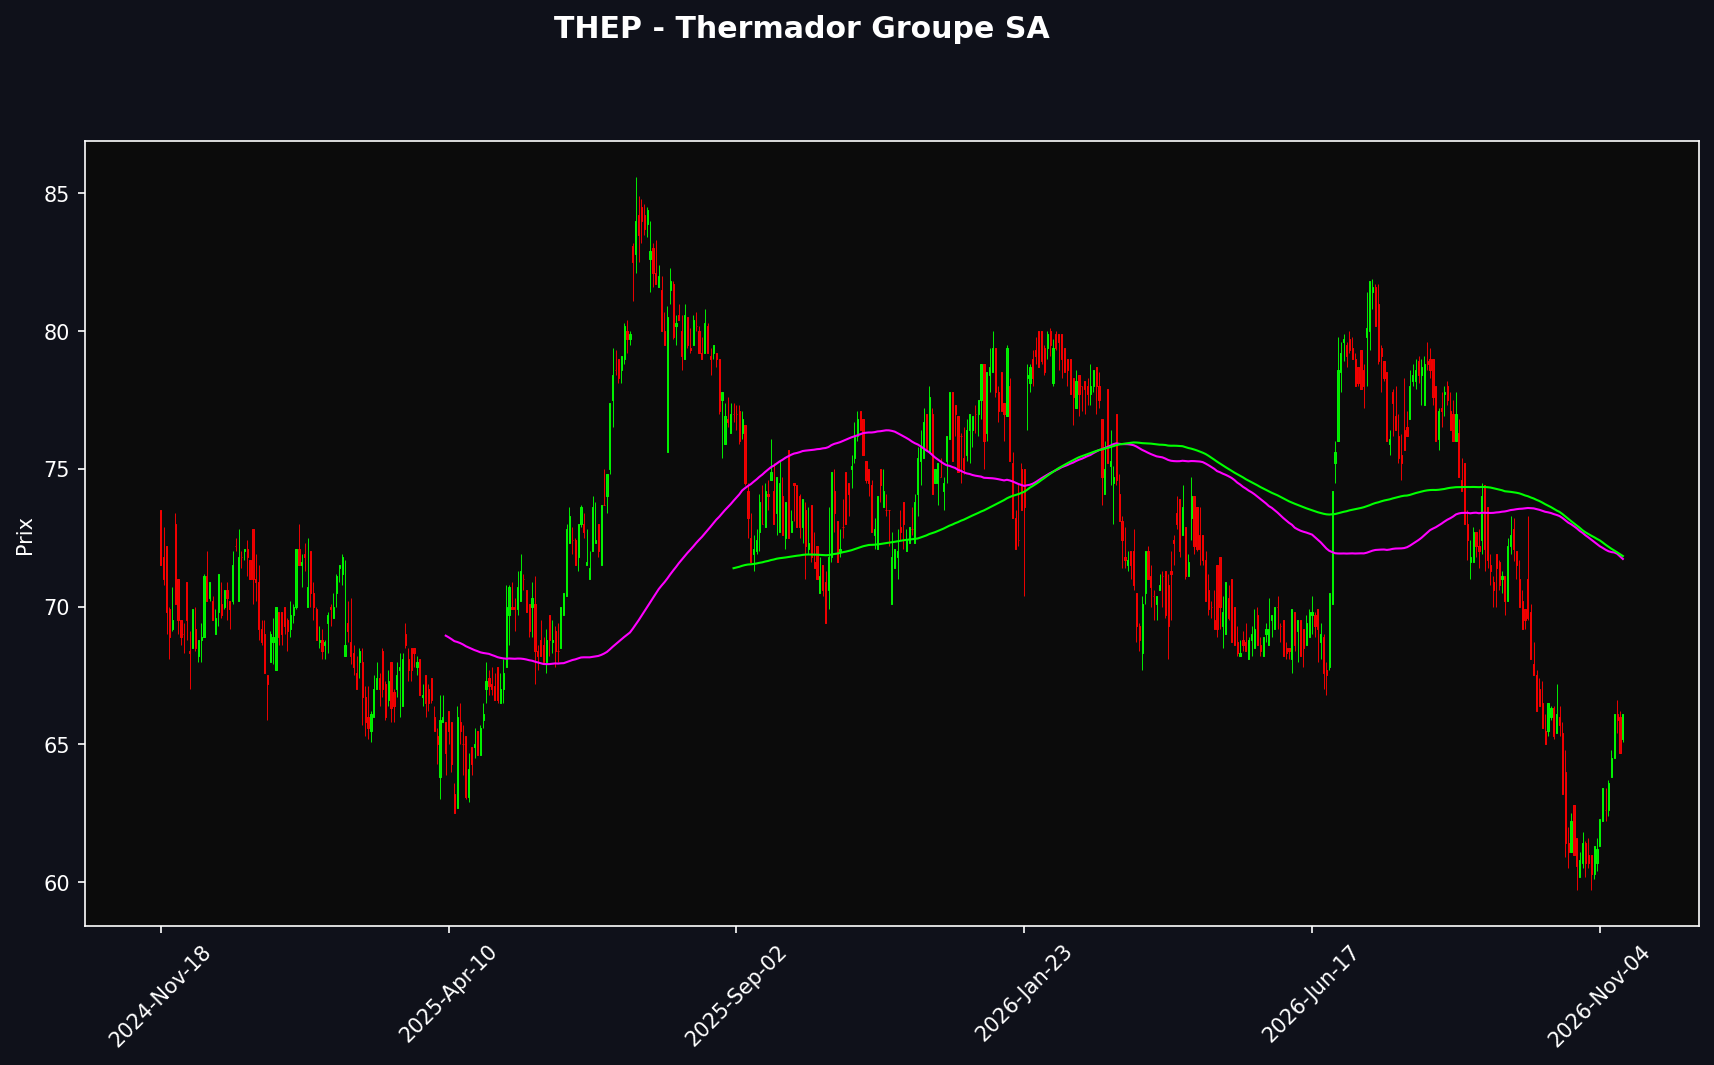 THEP - Thermador Groupe SA
Prix
85
80
75
70
65
60
2024-Nov-18
2025-Apr-10
2025-Sep-02
2026-Jan-23
2026-Jun-17
2026-Nov-04